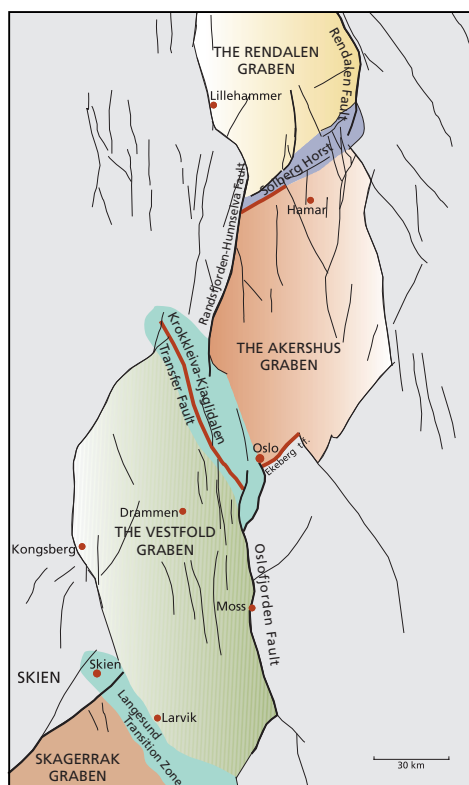 THE RENDALEN
GRABEN
Rendalen Fault
Lillehammer
Solberg Horst
Hamar
Randsfjorden-Hunnselva Fault
Krokkleiva-Kjaglidalen
Transfer Fault
THE AKERSHUS
GRABEN
Oslo
Ekeberg t.f.
Drammen
THE VESTFOLD
GRABEN
Kongsberg
Oslofjorden Fault
Moss
Skien
SKIEN
Langesund
Transition Zone
Larvik
SKAGERRAK
GRABEN
30 km